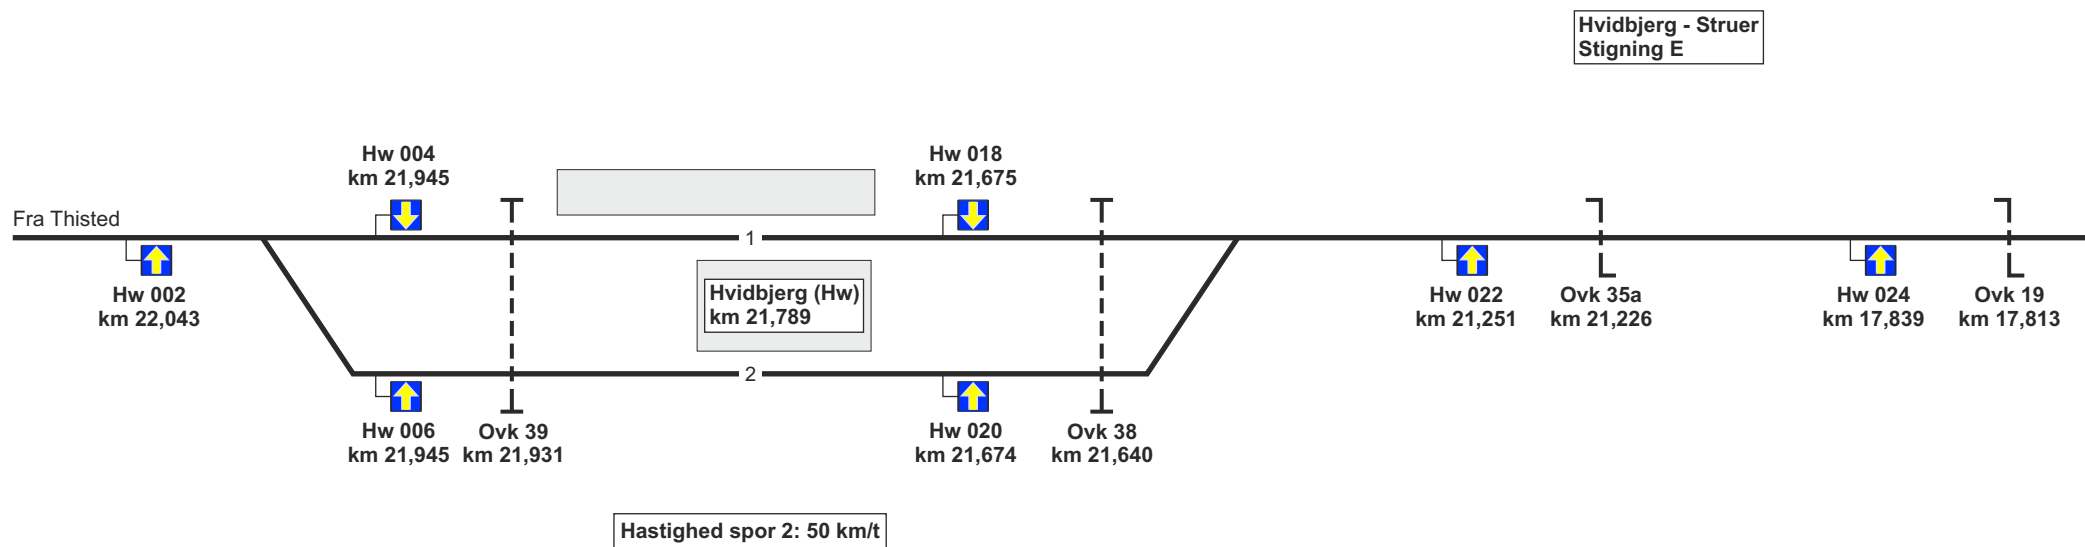 Hvidbjerg - Struer
Stigning E
Hw 004
km 21,945
Hw 018
km 21,675
Fra Thisted
1
Hw 002
km 22,043
Hvidbjerg (Hw)
km 21,789
Hw 022
km 21,251
Ovk 35a
km 21,226
Hw 024
km 17,839
Ovk 19
km 17,813
2
Hw 006
km 21,945
Ovk 39
km 21,931
Hw 020
km 21,674
Ovk 38
km 21,640
Hastighed spor 2: 50 km/t